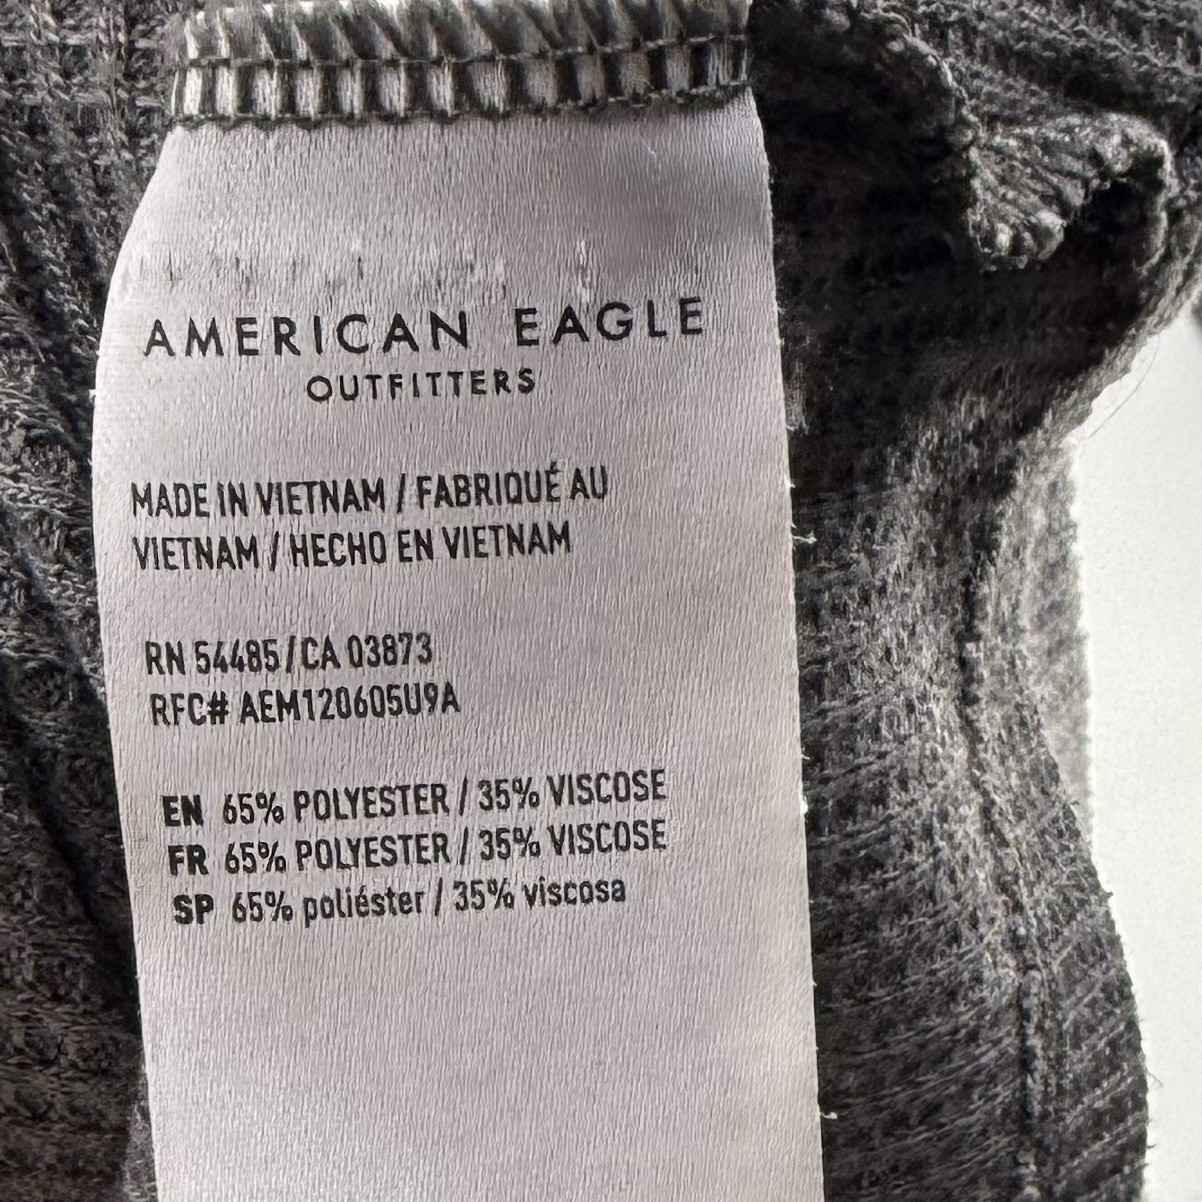 AMERICAN EAGLE
OUTFITTERS
MADE IN VIETNAM / FABRIQUÉ AU
VIETNAM / HECHO EN VIETNAM
RN 54485 / CA 03873
RFC# AEM120605U9A
EN 65% POLYESTER / 35% VISCOSE
FR 65% POLYESTER / 35% VISCOSE
SP 65% poliéster / 35% viscosa